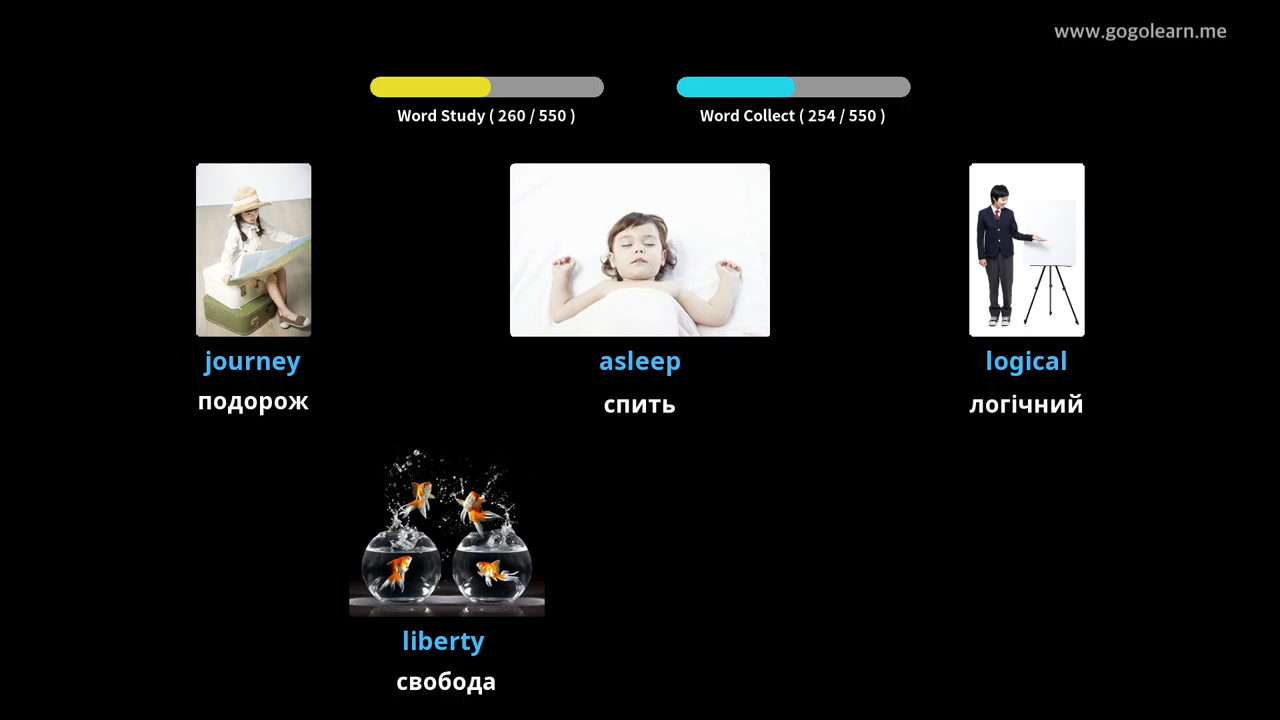 www.gogolearn.me
Word Study ( 260 / 550 )
Word Collect ( 254 / 550 )
journey
подорож
asleep
спить
logical
логічний
liberty
свобода